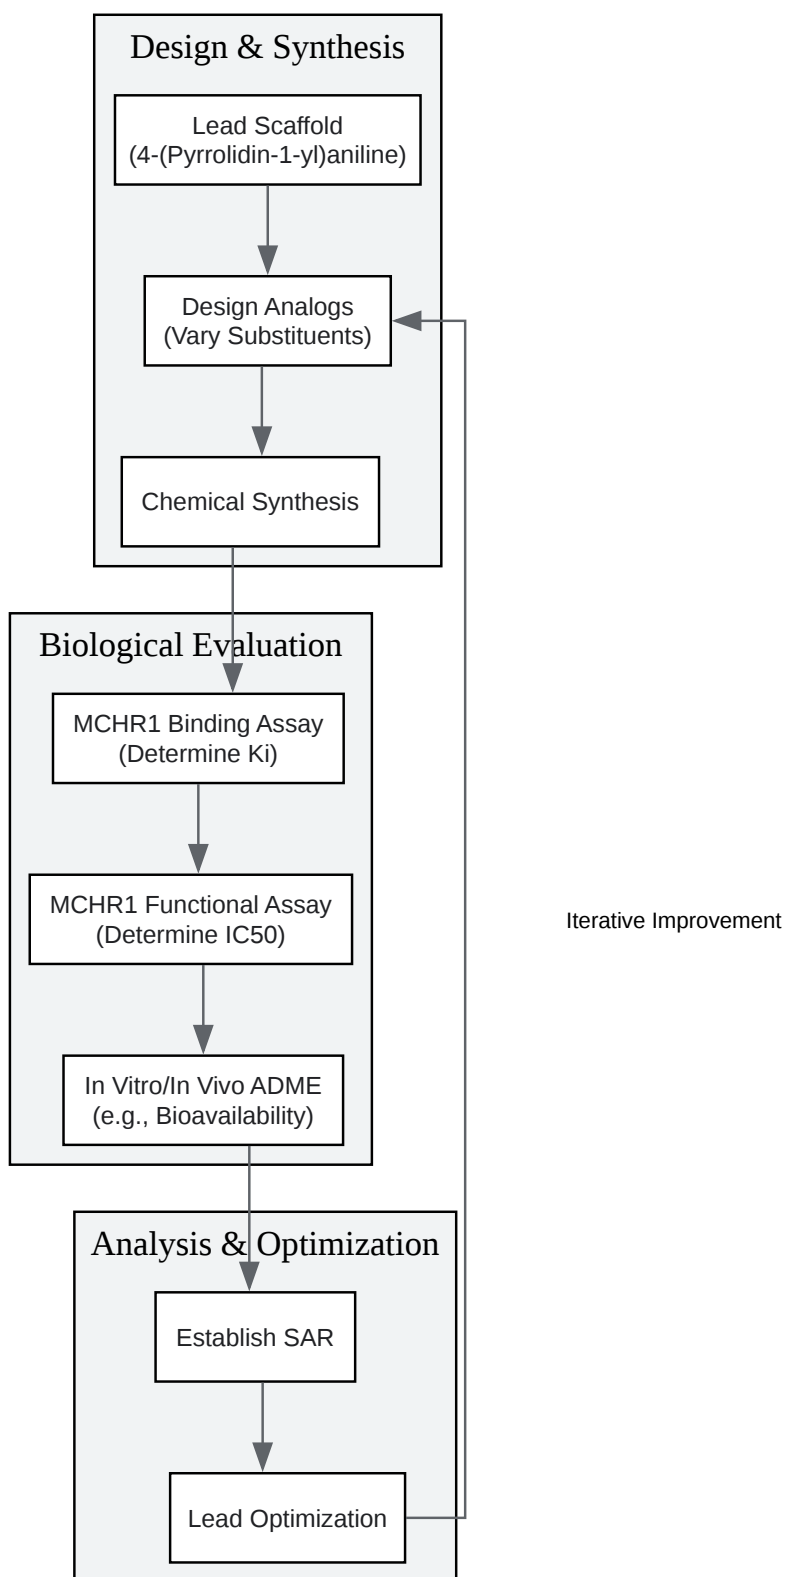 Design & Synthesis
Lead Scaffold
(4-(Pyrrolidin-1-yl)aniline)
Design Analogs
(Vary Substituents)
Chemical Synthesis
Biological Evaluation
MCHR1 Binding Assay
(Determine Ki)
MCHR1 Functional Assay
(Determine IC50)
Iterative Improvement
In Vitro/In Vivo ADME
(e.g., Bioavailability)
Analysis & Optimization
Establish SAR
Lead Optimization